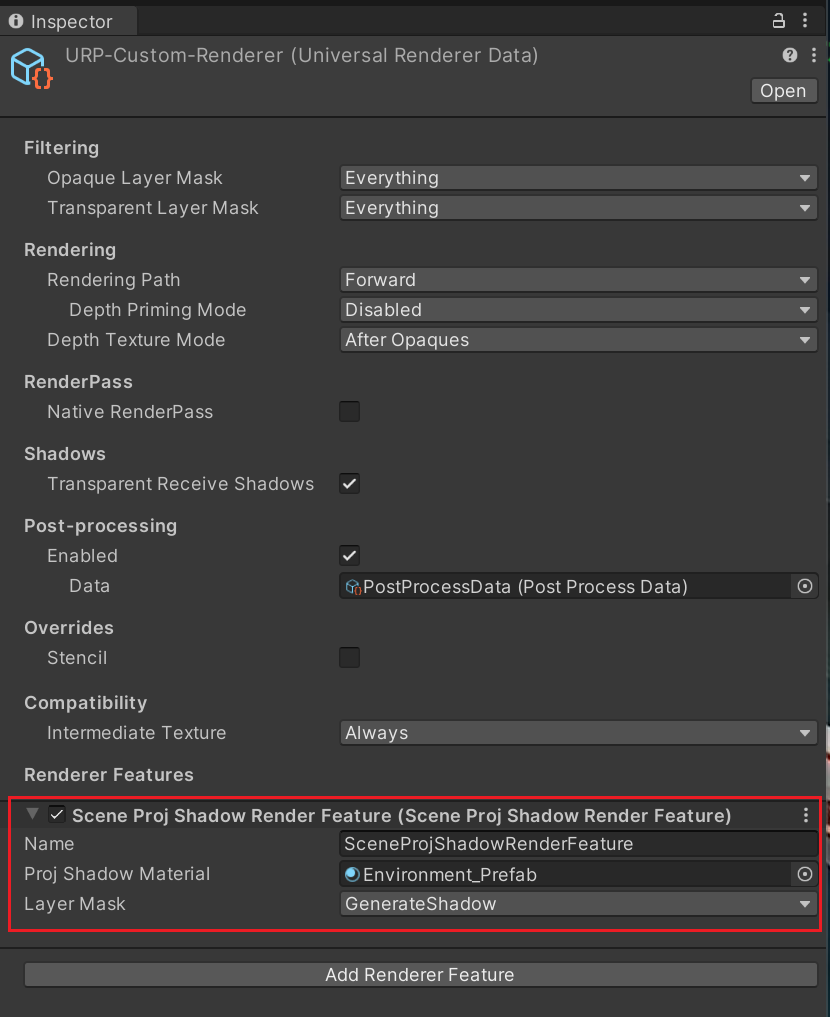 Inspector
URP-Custom-Renderer (Universal Renderer Data)
Open
Filtering
Opaque Layer Mask Everything
Transparent Layer Mask Everything
Rendering
Rendering Path Forward
Depth Priming Mode Disabled
Depth Texture Mode After Opaques
RenderPass
Native RenderPass
Shadows
Transparent Receive Shadows
Post-processing
Enabled
Data PostProcessData (Post Process Data)
Overrides
Stencil
Compatibility
Intermediate Texture Always
Renderer Features
Scene Proj Shadow Render Feature (Scene Proj Shadow Render Feature)
Name SceneProjShadowRenderFeature
Proj Shadow Material Environment_Prefab
Layer Mask GenerateShadow
Add Renderer Feature